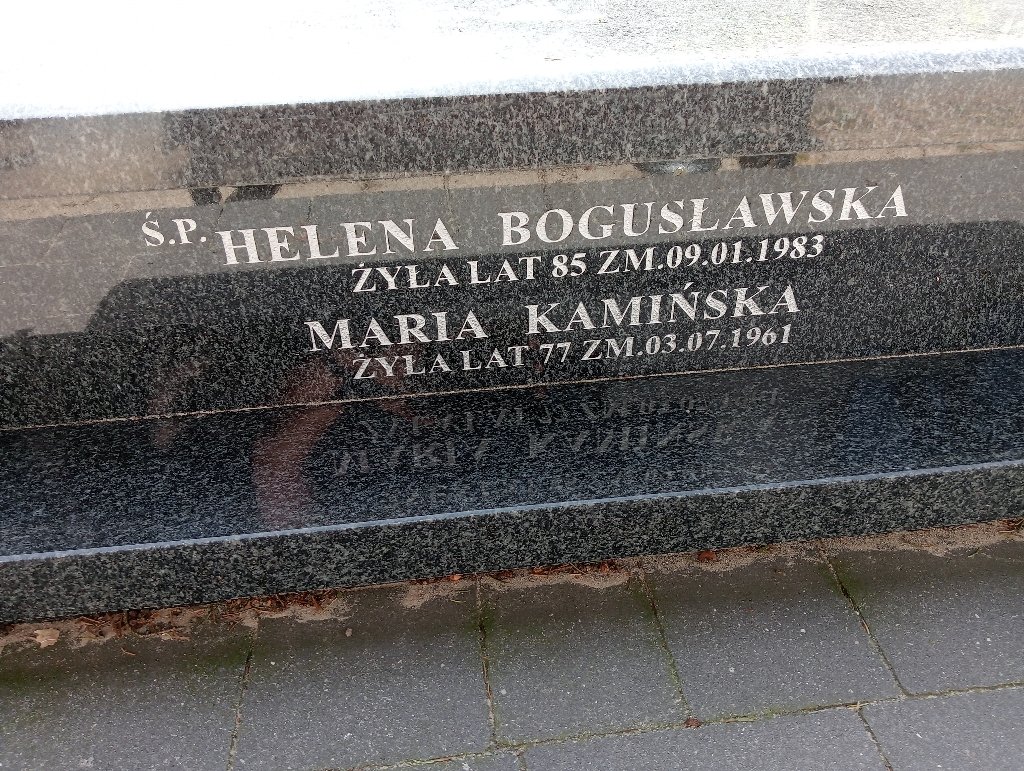 Ś.P. HELENA BOGUSŁAWSKA
ŻYŁA LAT 85 ZM.09.01.1983
MARIA KAMIŃSKA
ŻYŁA LAT 77 ZM.03.07.1961